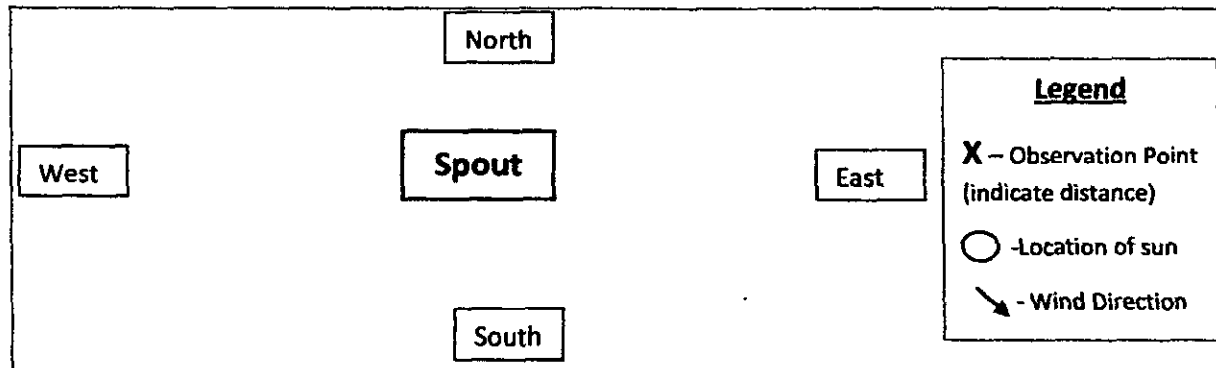 North
Legend
Spout
West
East
X – Observation Point
(indicate distance)
-Location of sun
- Wind Direction
South